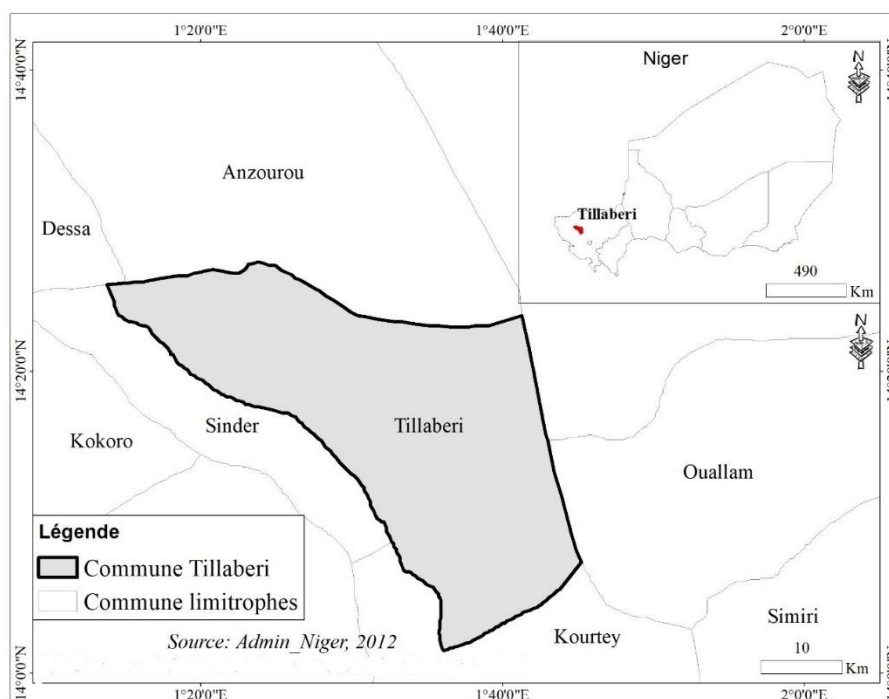 1°20'0"E
1°40'0"E
2°0'0"E
14°40'0"N
Niger
N
Tillaberi
490
Km
Anzourou
Dessa
N
14°20'0"N
Sinder
Tillaberi
Kokoro
Ouallam
Légende
Commune Tillaberi
Commune limitrophes
Source: Admin_Niger, 2012
Kourtey
Simiri
10
Km
14°0'0"N
1°20'0"E
1°40'0"E
2°0'0"E